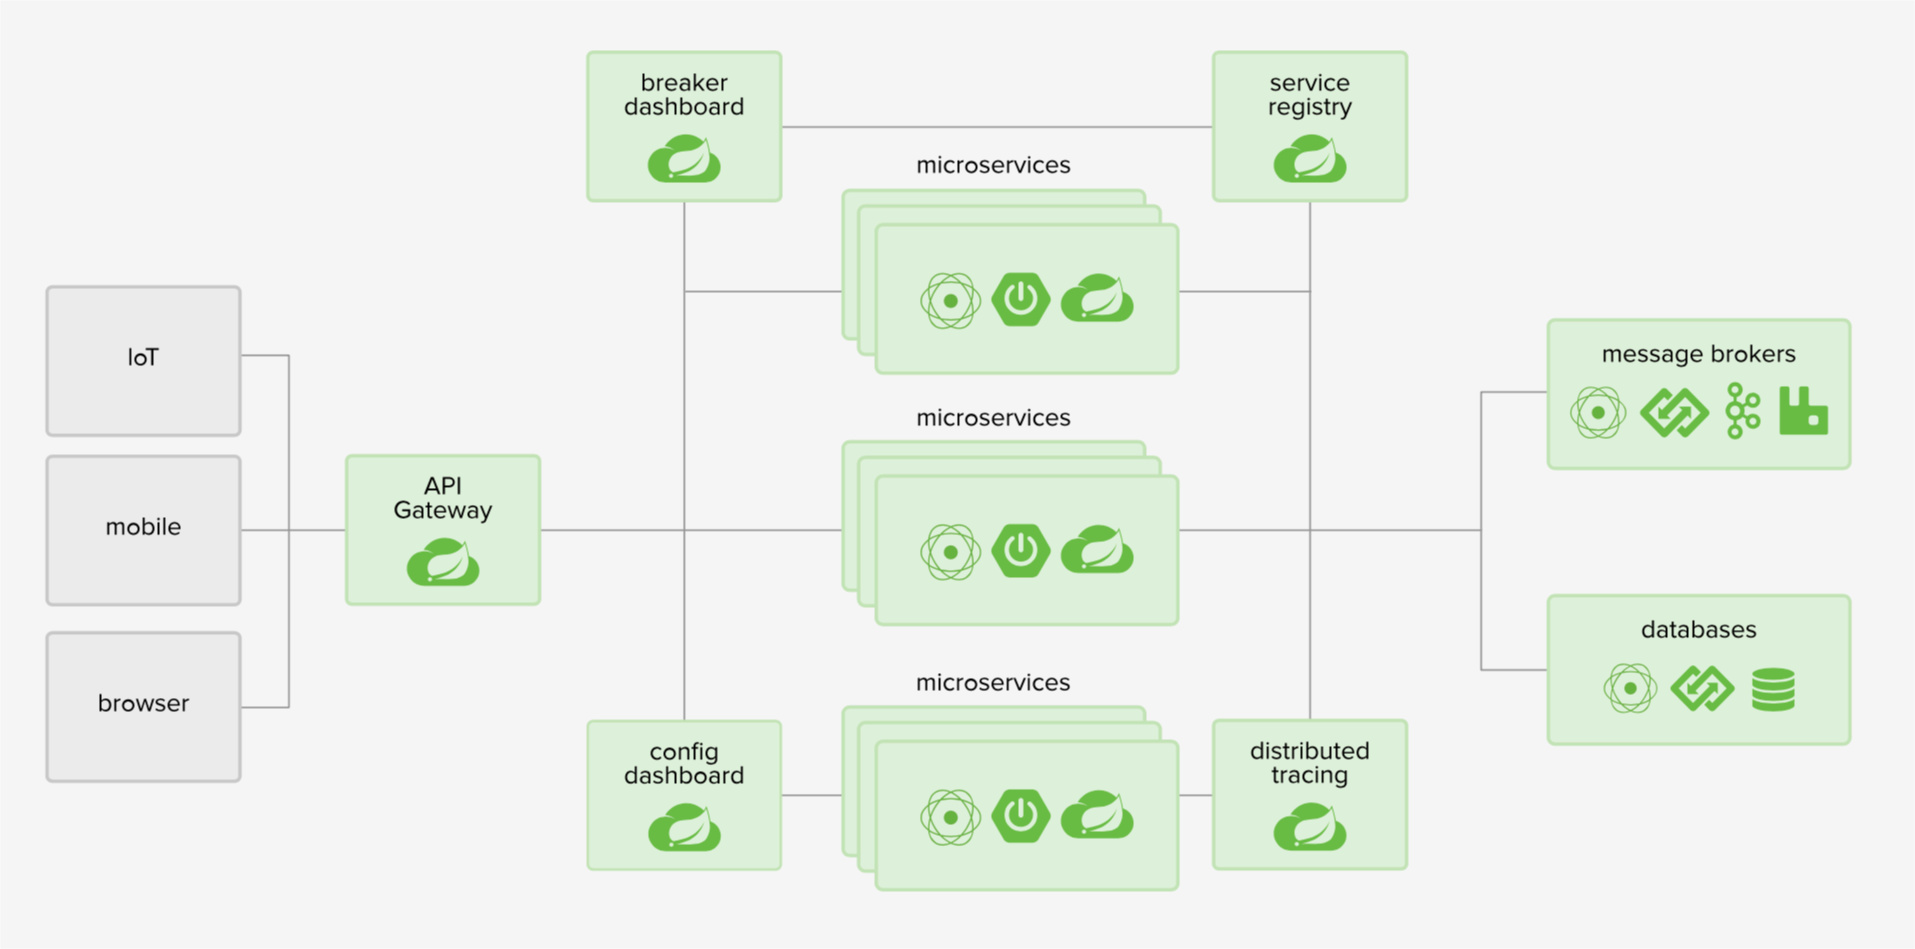 breaker
dashboard
service
registry
microservices
IoT
message brokers
microservices
API
Gateway
mobile
databases
microservices
browser
config
dashboard
distributed
tracing